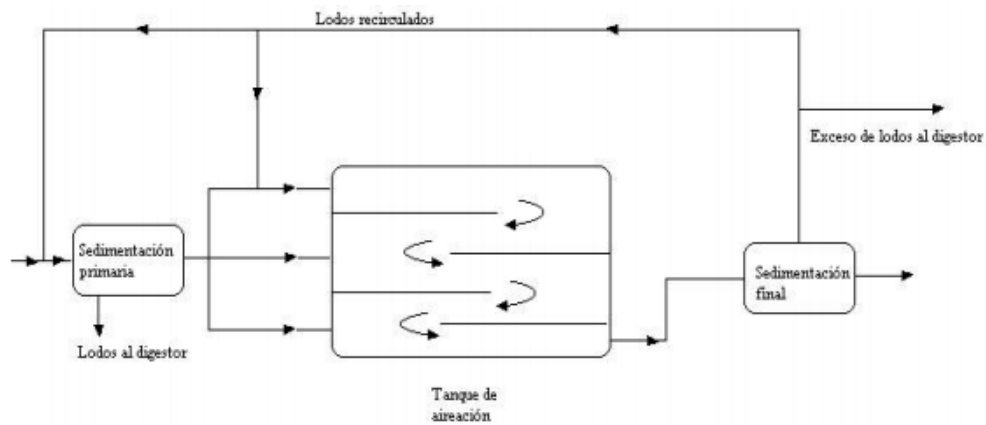 Lodos recirculados
Exceso de lodos al digestor
Sedimentación
primaria
Sedimentación
final
Lodos al digestor
Tanque de
aireación